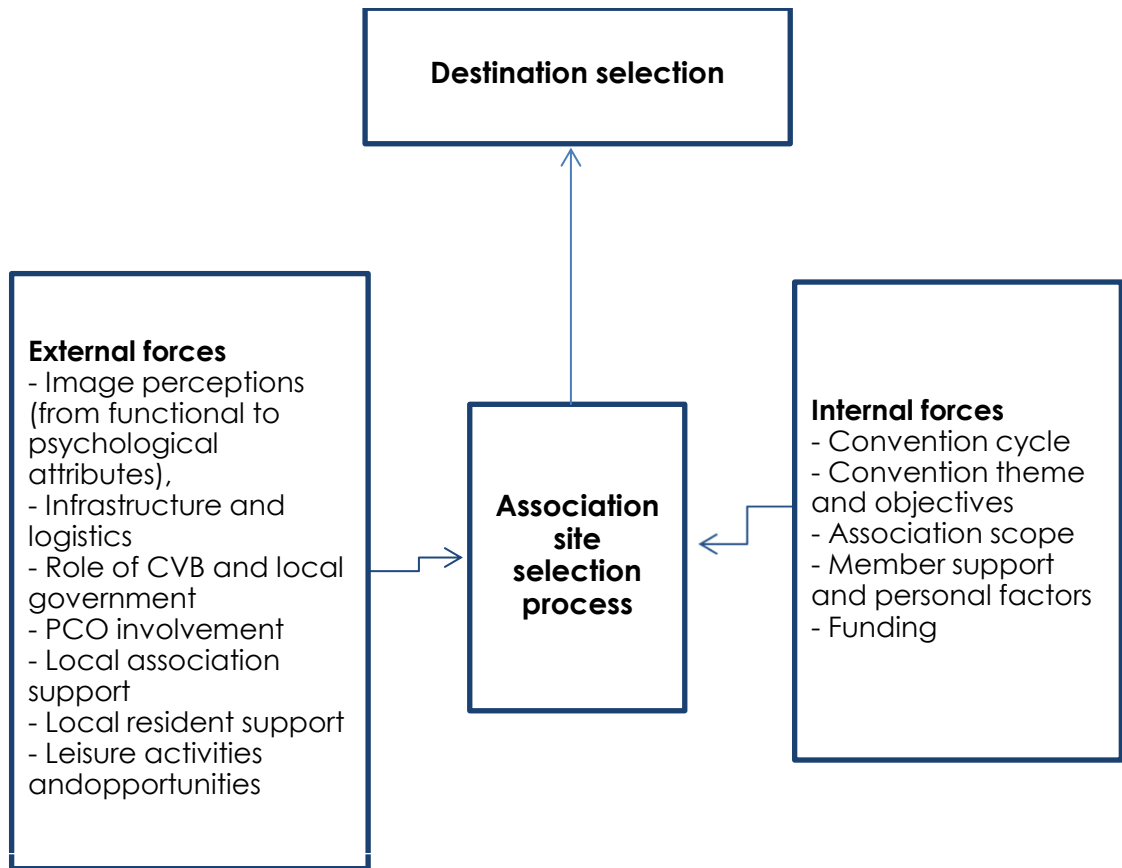 Destination selection
External forces
- Image perceptions
(from functional to
psychological
attributes),
- Infrastructure and
logistics
- Role of CVB and local
government
- PCO involvement
- Local association
support
- Local resident support
- Leisure activities
andopportunities
Association
site
selection
process
Internal forces
- Convention cycle
- Convention theme
and objectives
- Association scope
- Member support
and personal factors
- Funding